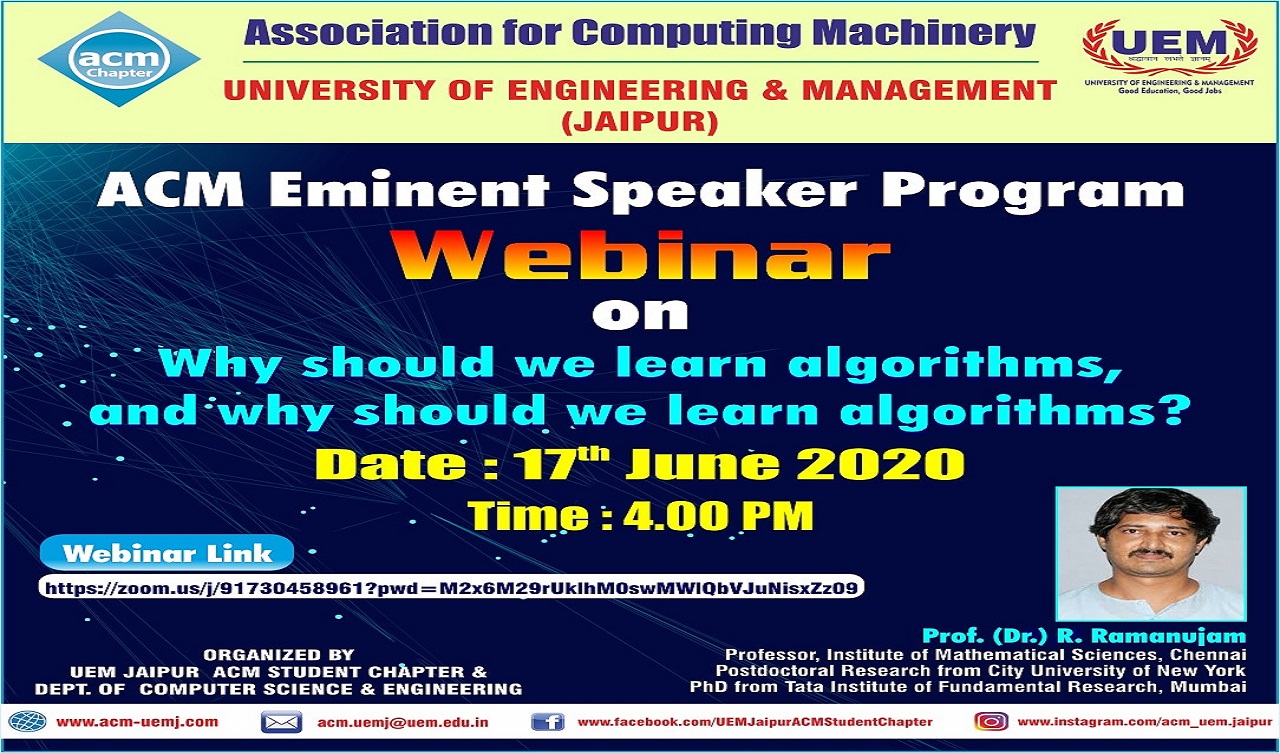 acm
Chapter
Association for Computing Machinery
UNIVERSITY OF ENGINEERING & MANAGEMENT
(JAIPUR)
UEM
UNIVERSITY OF ENGINEERING & MANAGEMENT
Good Education, Good Jobs
ACM Eminent Speaker Program
Webinar
on
Why should we learn algorithms,
and why should we learn algorithms?
Date : 17th June 2020
Time : 4.00 PM
Webinar Link
https://zoom.us/j/91730458961?pwd=M2x6M29rUklhM0swMWlQbVJuNisxZz09
Prof. (Dr.) R. Ramanujam
Professor, Institute of Mathematical Sciences, Chennai
Postdoctoral Research from City University of New York
PhD from Tata Institute of Fundamental Research, Mumbai
ORGANIZED BY
UEM JAIPUR ACM STUDENT CHAPTER &
DEPT. OF COMPUTER SCIENCE & ENGINEERING
www.acm-uemj.com
acm.uemj@uem.edu.in
www.facebook.com/UEMJaipurACMStudentChapter
www.instagram.com/acm_uem.jaipur